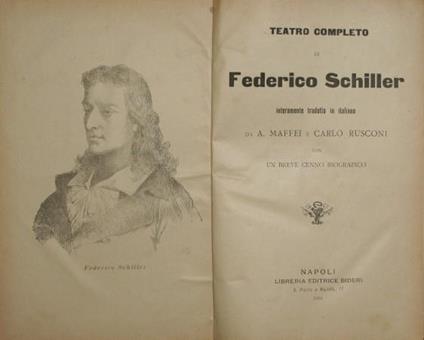 Federico Schiller
TEATRO COMPLETO
DI
Federico Schiller
interamente tradotto in italiano
DA A. MAFFEI E CARLO RUSCONI
CON
UN BREVE CENNO BIOGRAFICO
NAPOLI
LIBRERIA EDITRICE BIDERI